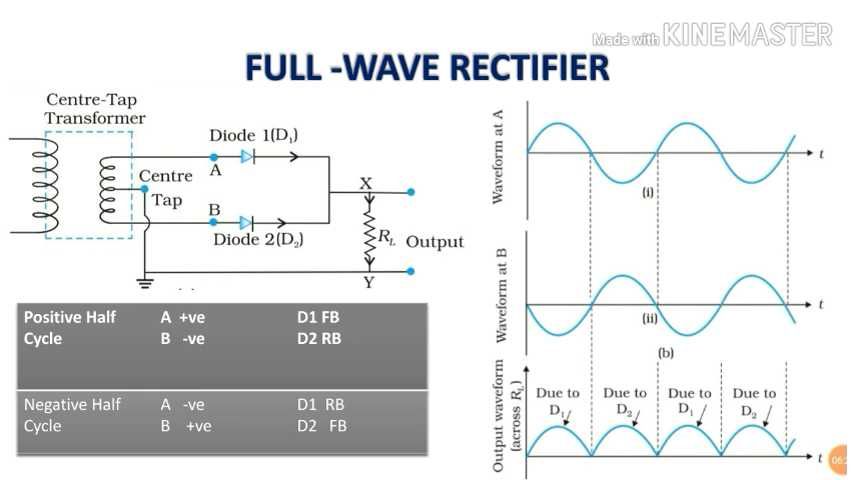 Made with KINEMASTER
FULL -WAVE RECTIFIER
Centre-Tap
Transformer
Diode 1(D₁)
A
Centre
Tap
X
B
Diode 2(D₂)
R_L Output
Y
Positive Half A +ve D1 FB
Cycle B -ve D2 RB
Negative Half A -ve D1 RB
Cycle B +ve D2 FB
Waveform at A
t
(i)
Waveform at B
t
(ii)
(b)
Output waveform
(across R_L)
Due to
D₁
Due to
D₂
Due to
D₁
Due to
D₂
t